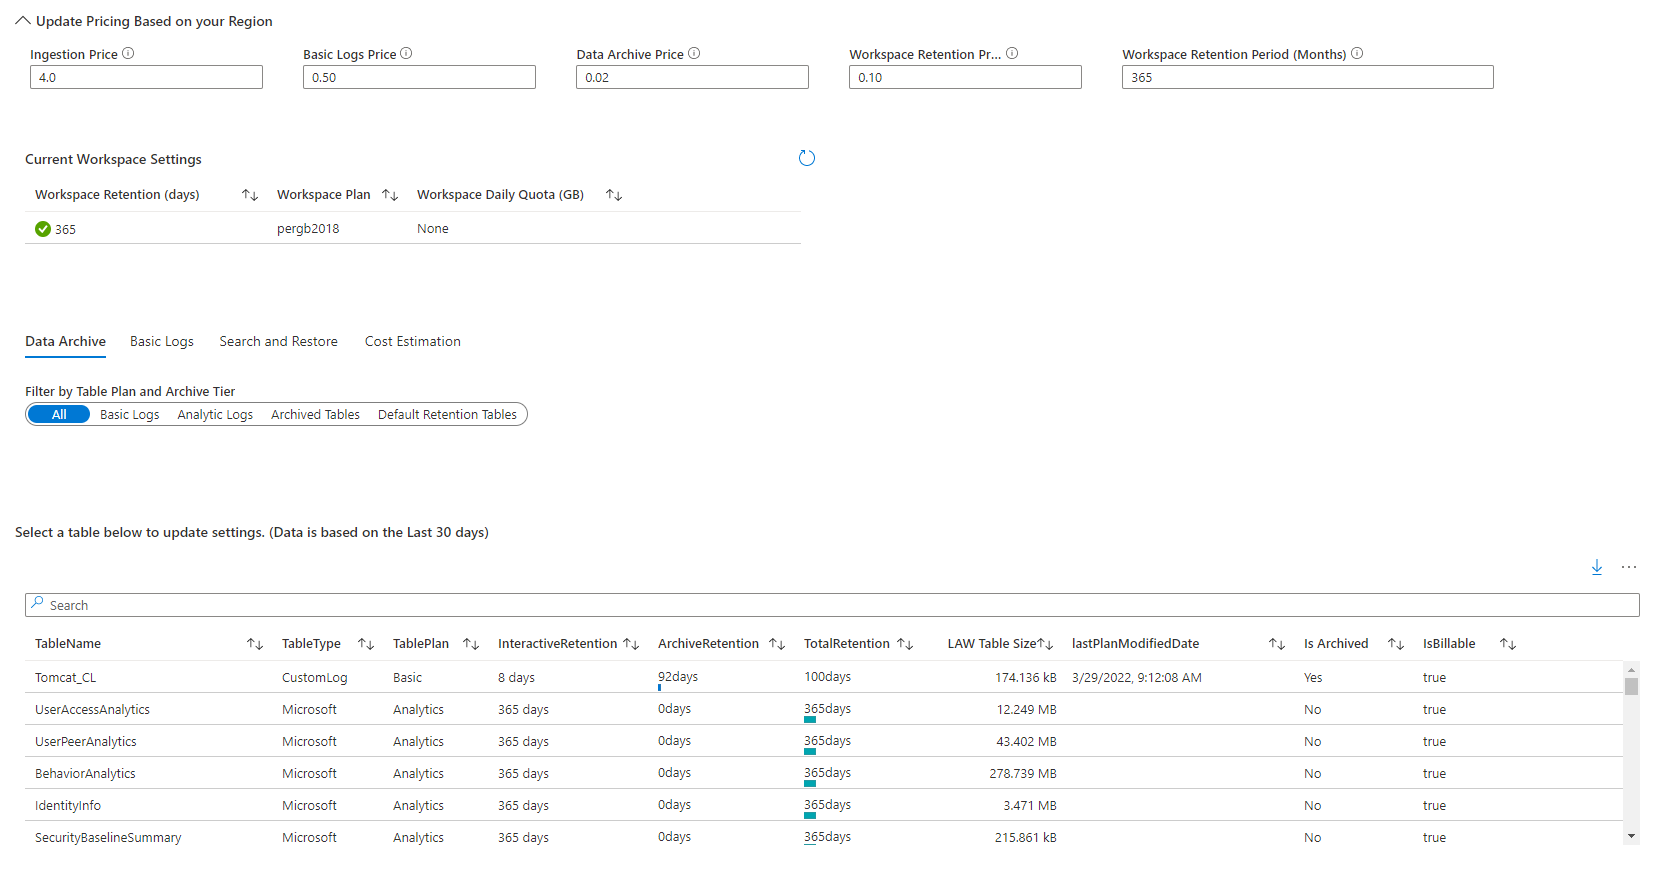 Update Pricing Based on your Region
Ingestion Price Basic Logs Price Data Archive Price Workspace Retention Pr... Workspace Retention Period (Months)
4.0 0.50 0.02 0.10 365
Current Workspace Settings
Workspace Retention (days) Workspace Plan Workspace Daily Quota (GB)
365 pergb2018 None
Data Archive Basic Logs Search and Restore Cost Estimation
Filter by Table Plan and Archive Tier
All Basic Logs Analytic Logs Archived Tables Default Retention Tables
Select a table below to update settings. (Data is based on the Last 30 days)
Search
TableName TableType TablePlan InteractiveRetention ArchiveRetention TotalRetention LAW Table Size lastPlanModifiedDate Is Archived IsBillable
Tomcat_CL CustomLog Basic 8 days 92days 100days 174.136 kB 3/29/2022, 9:12:08 AM Yes true
UserAccessAnalytics Microsoft Analytics 365 days 0days 365days 12.249 MB No true
UserPeerAnalytics Microsoft Analytics 365 days 0days 365days 43.402 MB No true
BehaviorAnalytics Microsoft Analytics 365 days 0days 365days 278.739 MB No true
IdentityInfo Microsoft Analytics 365 days 0days 365days 3.471 MB No true
SecurityBaselineSummary Microsoft Analytics 365 days 0days 365days 215.861 kB No true